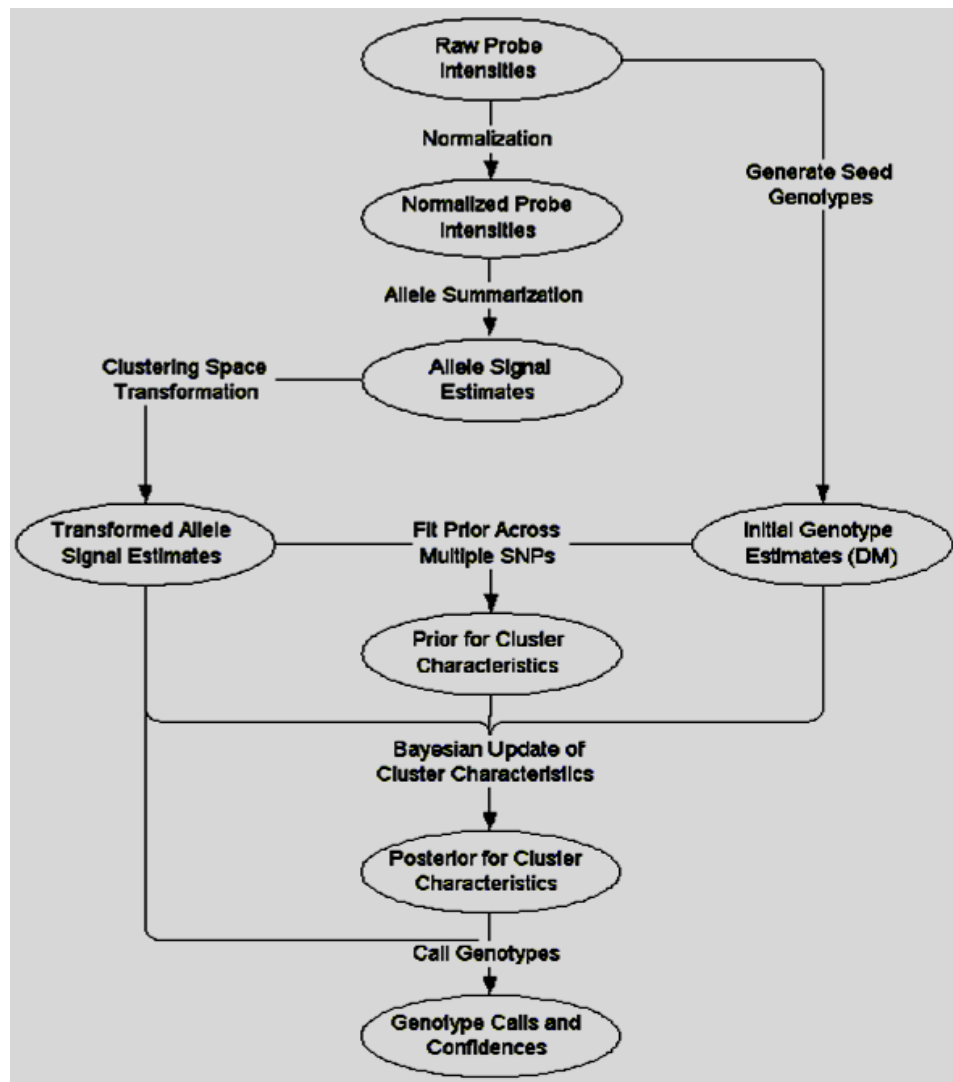 Raw Probe
Intensities
Normalization
Generate Seed
Genotypes
Normalized Probe
Intensities
Allele Summarization
Clustering Space
Transformation
Allele Signal
Estimates
Transformed Allele
Signal Estimates
Fit Prior Across
Multiple SNPs
Initial Genotype
Estimates (DM)
Prior for Cluster
Characteristics
Bayesian Update of
Cluster Characteristics
Posterior for Cluster
Characteristics
Call Genotypes
Genotype Calls and
Confidences